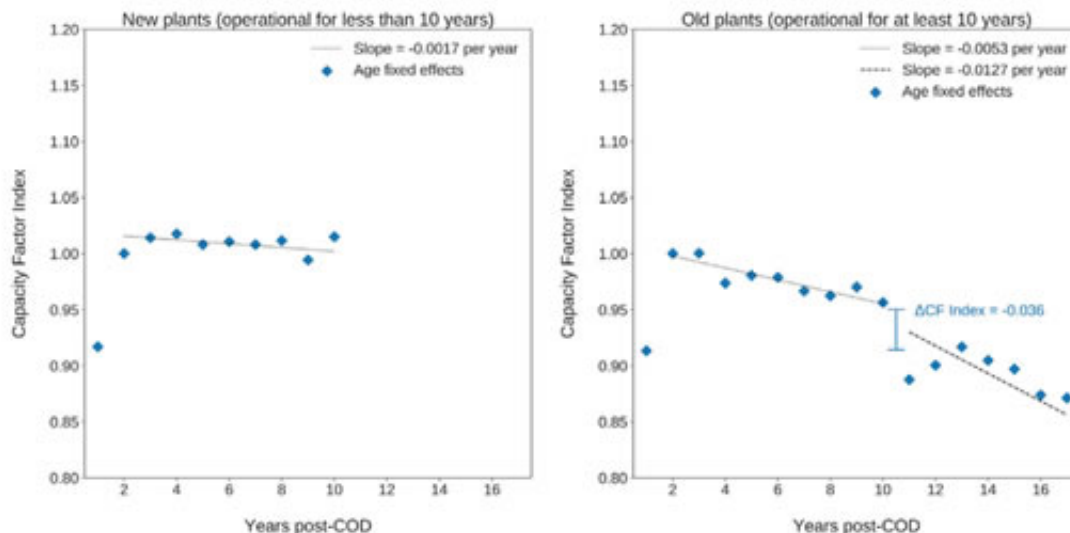 New plants (operational for less than 10 years)
1.20
1.15
1.10
1.05
1.00
0.95
0.90
0.85
0.80
Capacity Factor Index
Slope = -0.0017 per year
Age fixed effects
2 4 6 8 10 12 14 16
Years post-COD
Old plants (operational for at least 10 years)
1.20
1.15
1.10
1.05
1.00
0.95
0.90
0.85
0.80
Capacity Factor Index
Slope = -0.0053 per year
Slope = -0.0127 per year
Age fixed effects
ΔCF Index = -0.036
2 4 6 8 10 12 14 16
Years post-COD